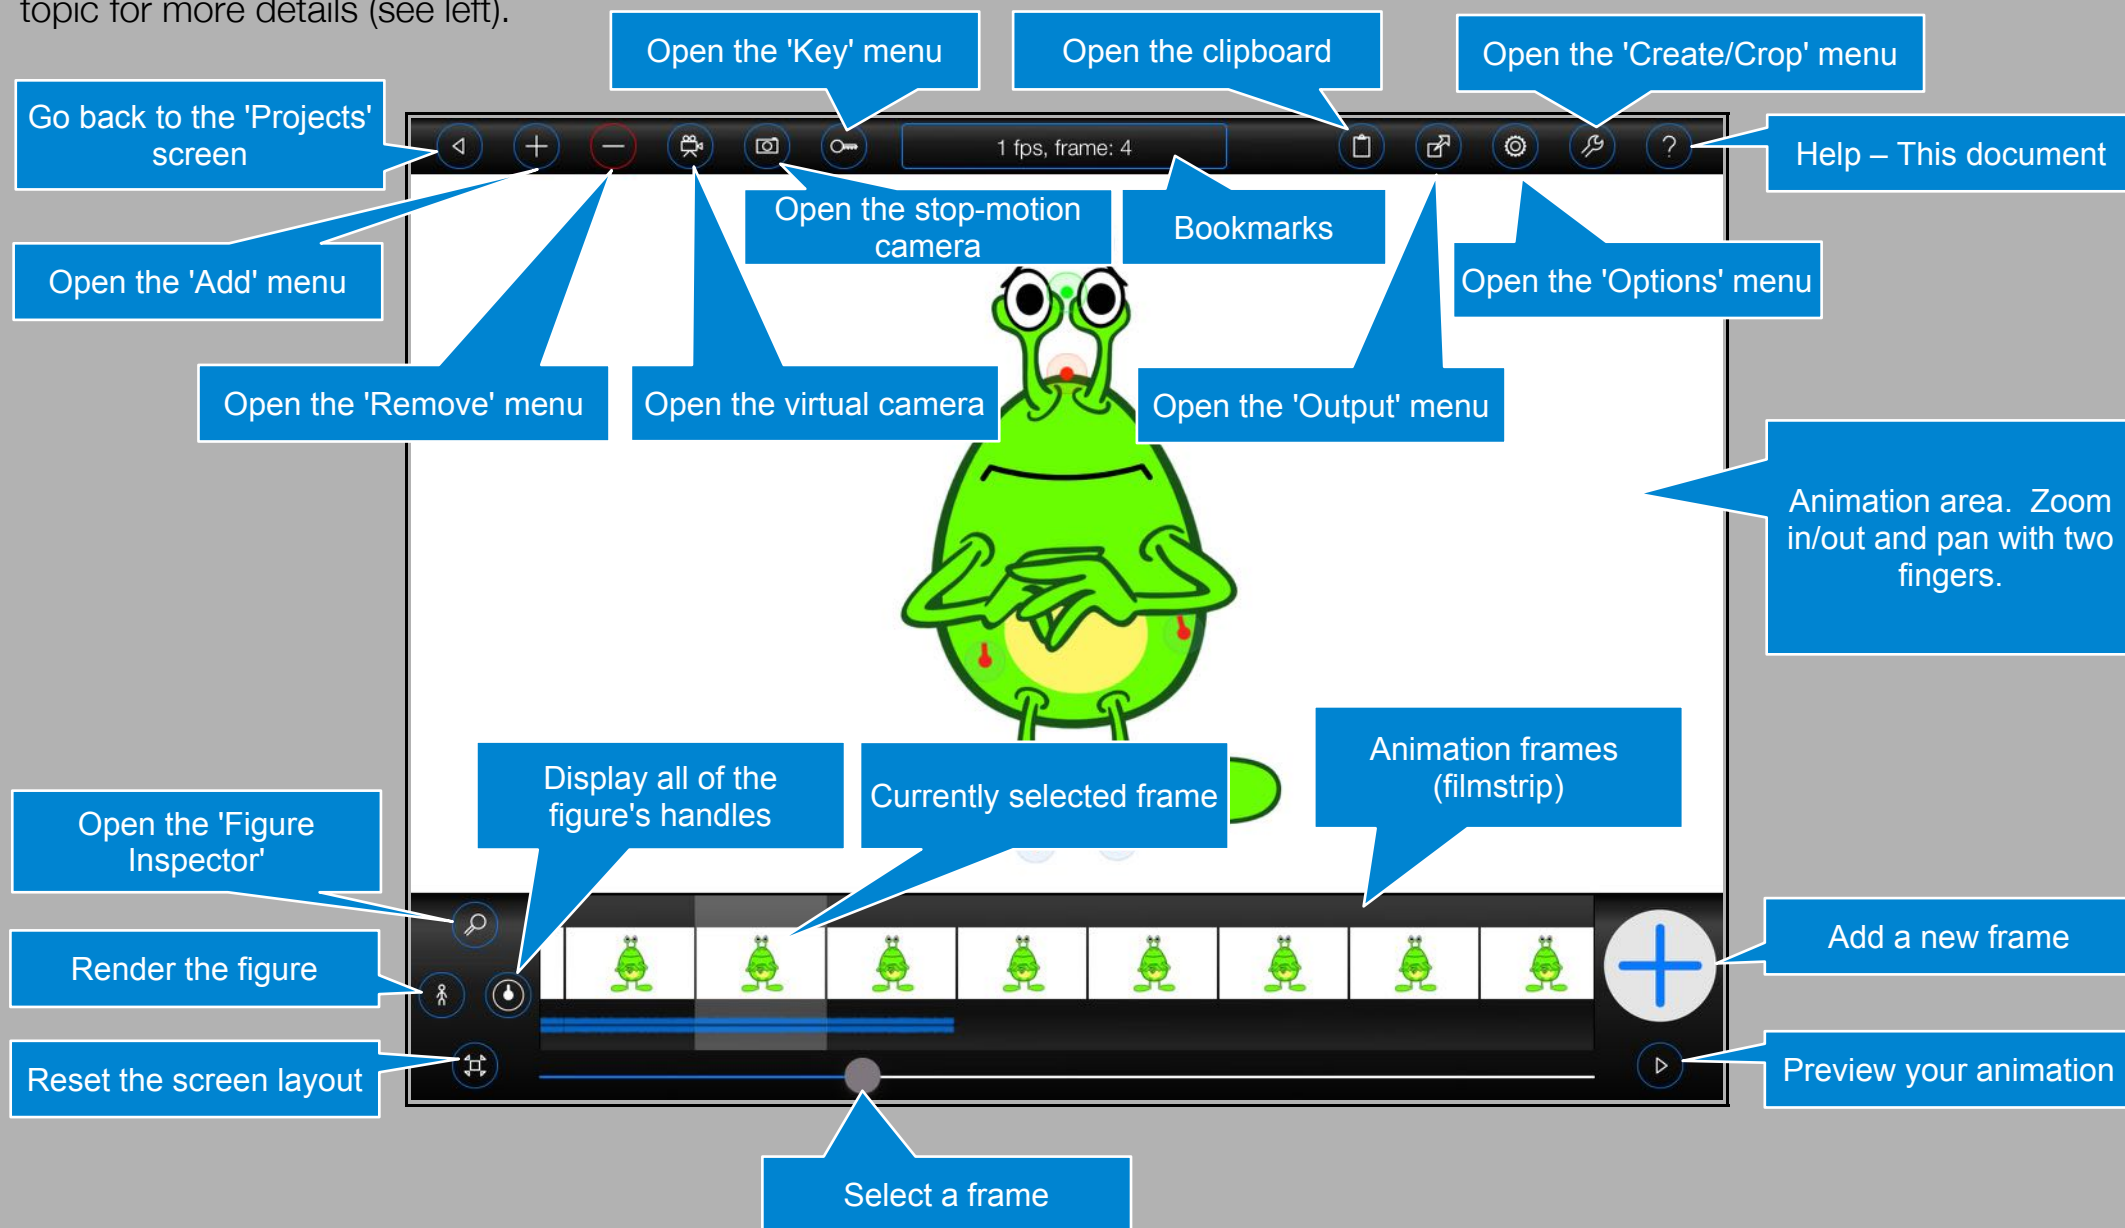 topic for more details (see left).
Open the 'Key' menu
Open the clipboard
Open the 'Create/Crop' menu
Go back to the 'Projects'
screen
1 fps, frame: 4
?
Help – This document
Open the stop-motion
camera
Bookmarks
Open the 'Add' menu
Open the 'Options' menu
Open the 'Remove' menu
Open the virtual camera
Open the 'Output' menu
Animation area.  Zoom
in/out and pan with two
fingers.
Display all of the
figure's handles
Currently selected frame
Animation frames
(filmstrip)
Open the 'Figure
Inspector'
Render the figure
Add a new frame
Reset the screen layout
Preview your animation
Select a frame